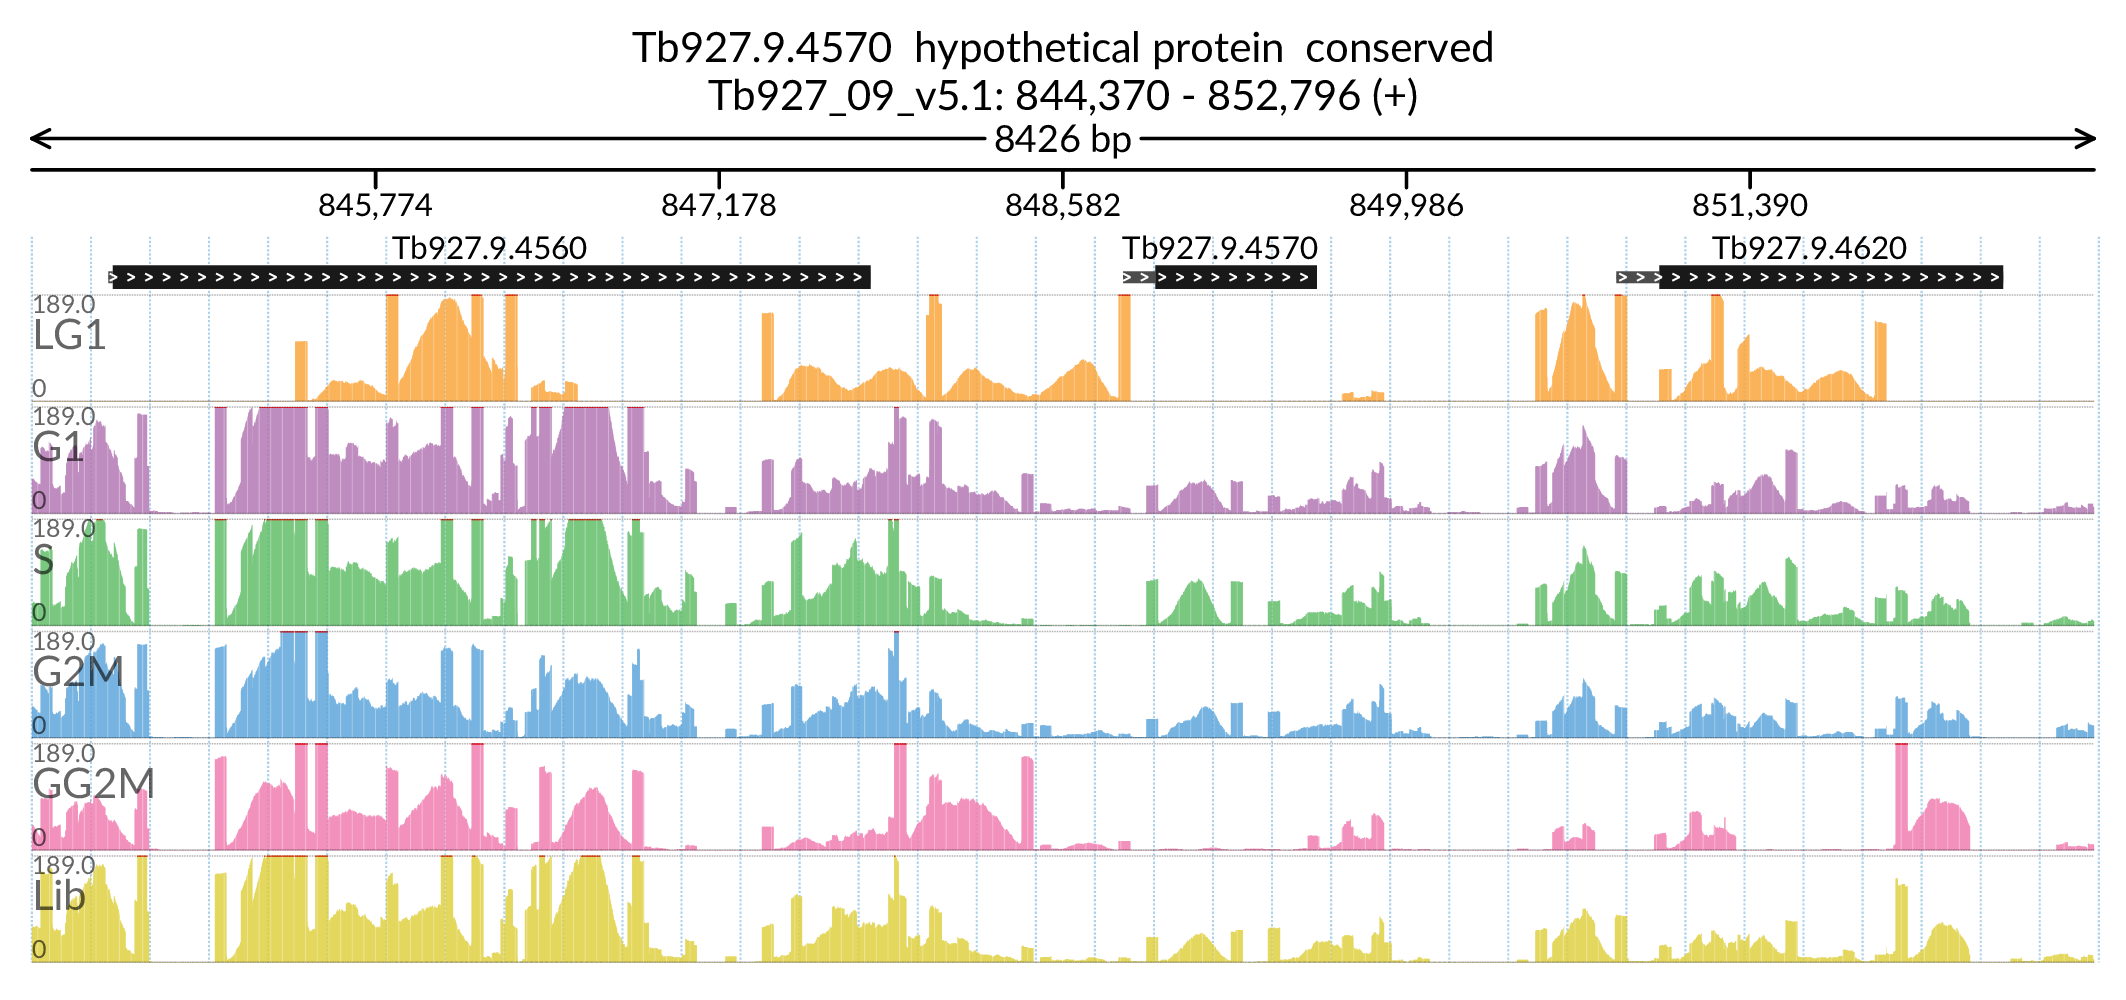 Tb927.9.4570  hypothetical protein  conserved
Tb927_09_v5.1: 844,370 - 852,796 (+)
8426 bp
845,774 847,178 848,582 849,986 851,390
Tb927.9.4560 Tb927.9.4570 Tb927.9.4620
189.0
LG1
0
189.0
G1
0
189.0
S
0
189.0
G2M
0
189.0
GG2M
0
189.0
Lib
0